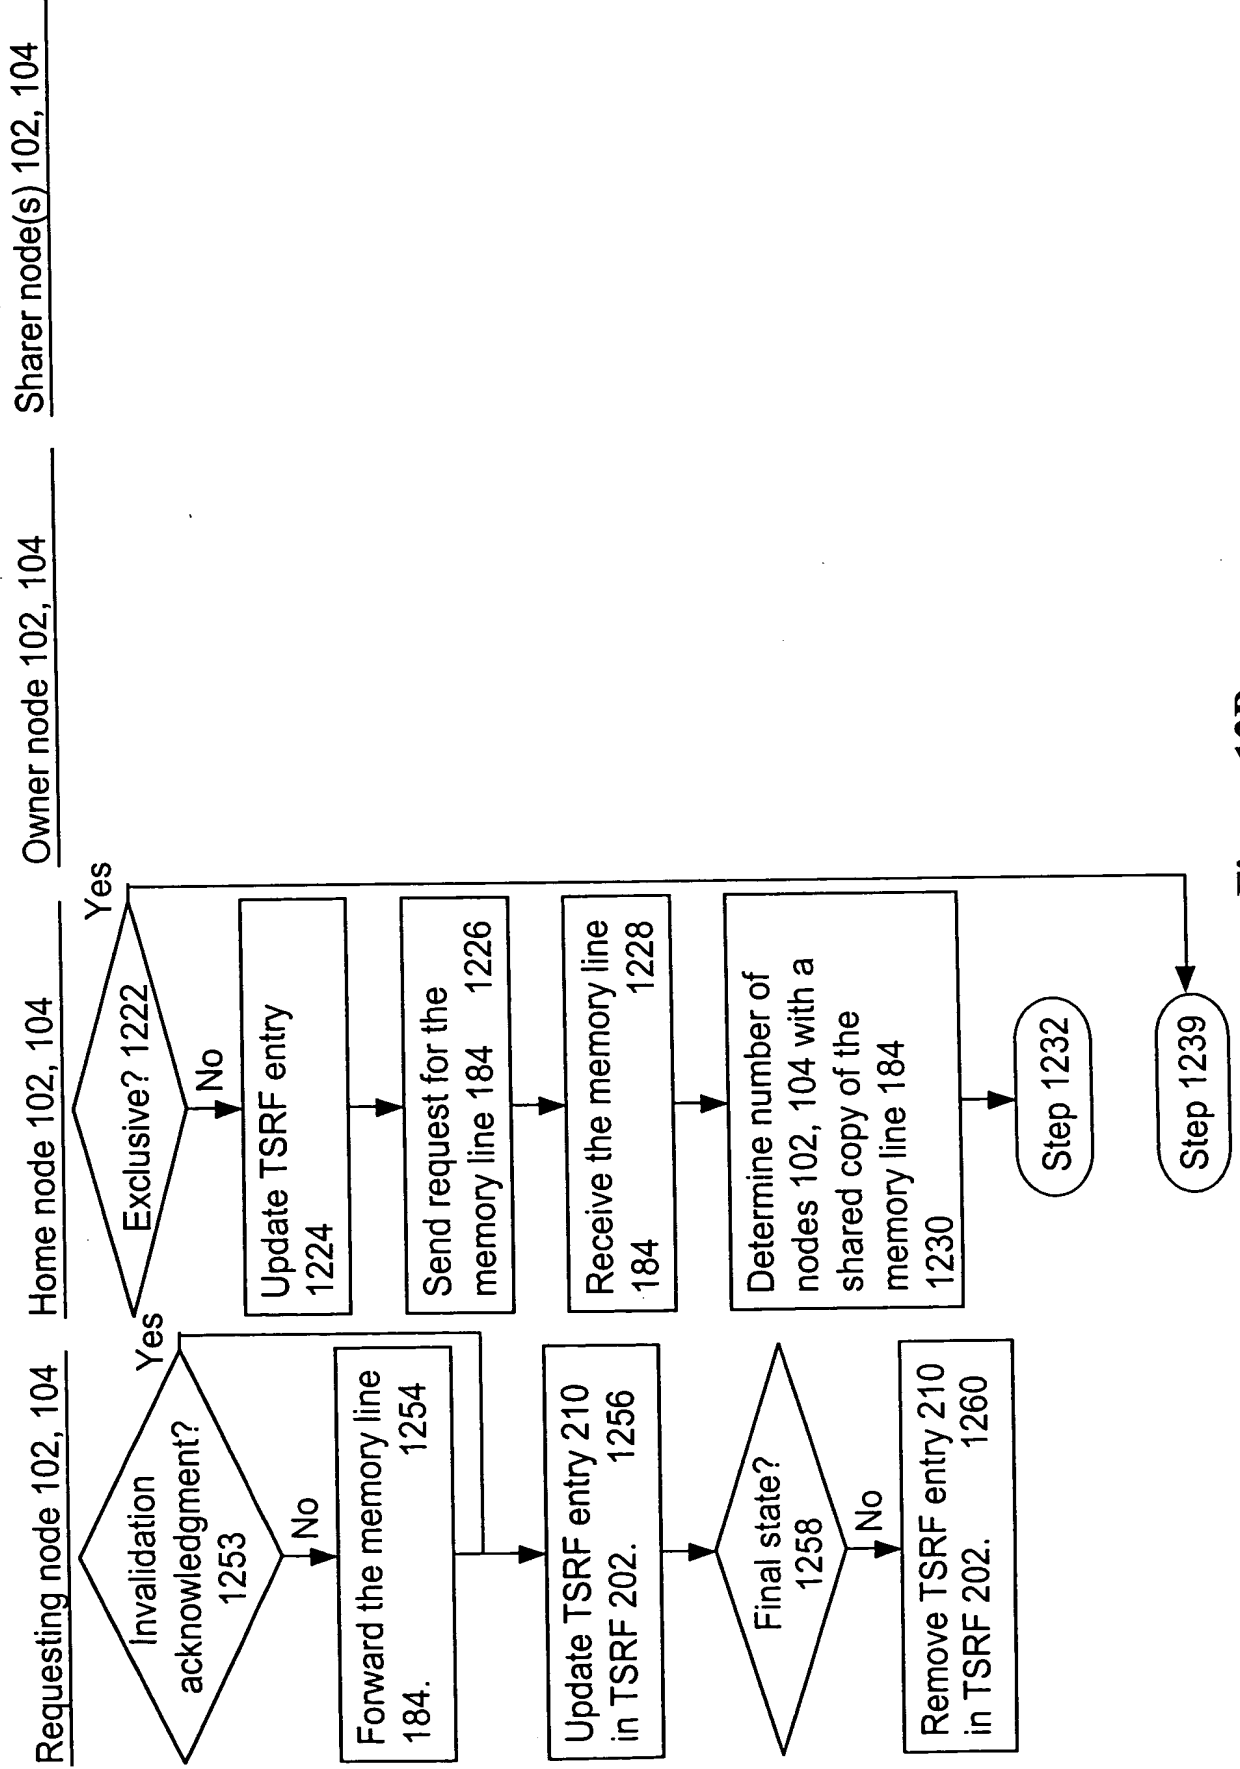 Requesting node 102, 104
Home node 102, 104
Owner node 102, 104
Sharer node(s) 102, 104
Invalidation
acknowledgment?
1253
Yes
No
Forward the memory line
184. 1254
Update TSRF entry 210
in TSRF 202. 1256
Final state?
1258
No
Remove TSRF entry 210
in TSRF 202. 1260
Exclusive? 1222
Yes
No
Update TSRF entry
1224
Send request for the
memory line 184 1226
Receive the memory line
184 1228
Determine number of
nodes 102, 104 with a
shared copy of the
memory line 184
1230
Step 1232
Step 1239